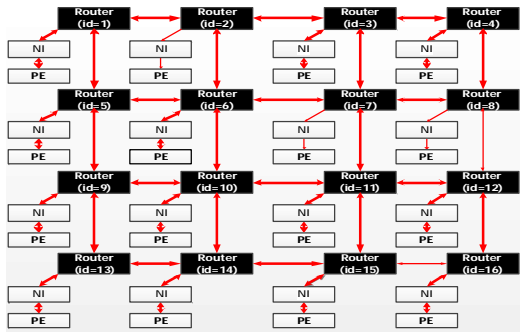 Router Router Router Router
(id=1) (id=2) (id=3) (id=4)
NI NI NI NI
PE PE PE PE
Router Router Router Router
(id=5) (id=6) (id=7) (id=8)
NI NI NI NI
PE PE PE PE
Router Router Router Router
(id=9) (id=10) (id=11) (id=12)
NI NI NI NI
PE PE PE PE
Router Router Router Router
(id=13) (id=14) (id=15) (id=16)
NI NI NI NI
PE PE PE PE